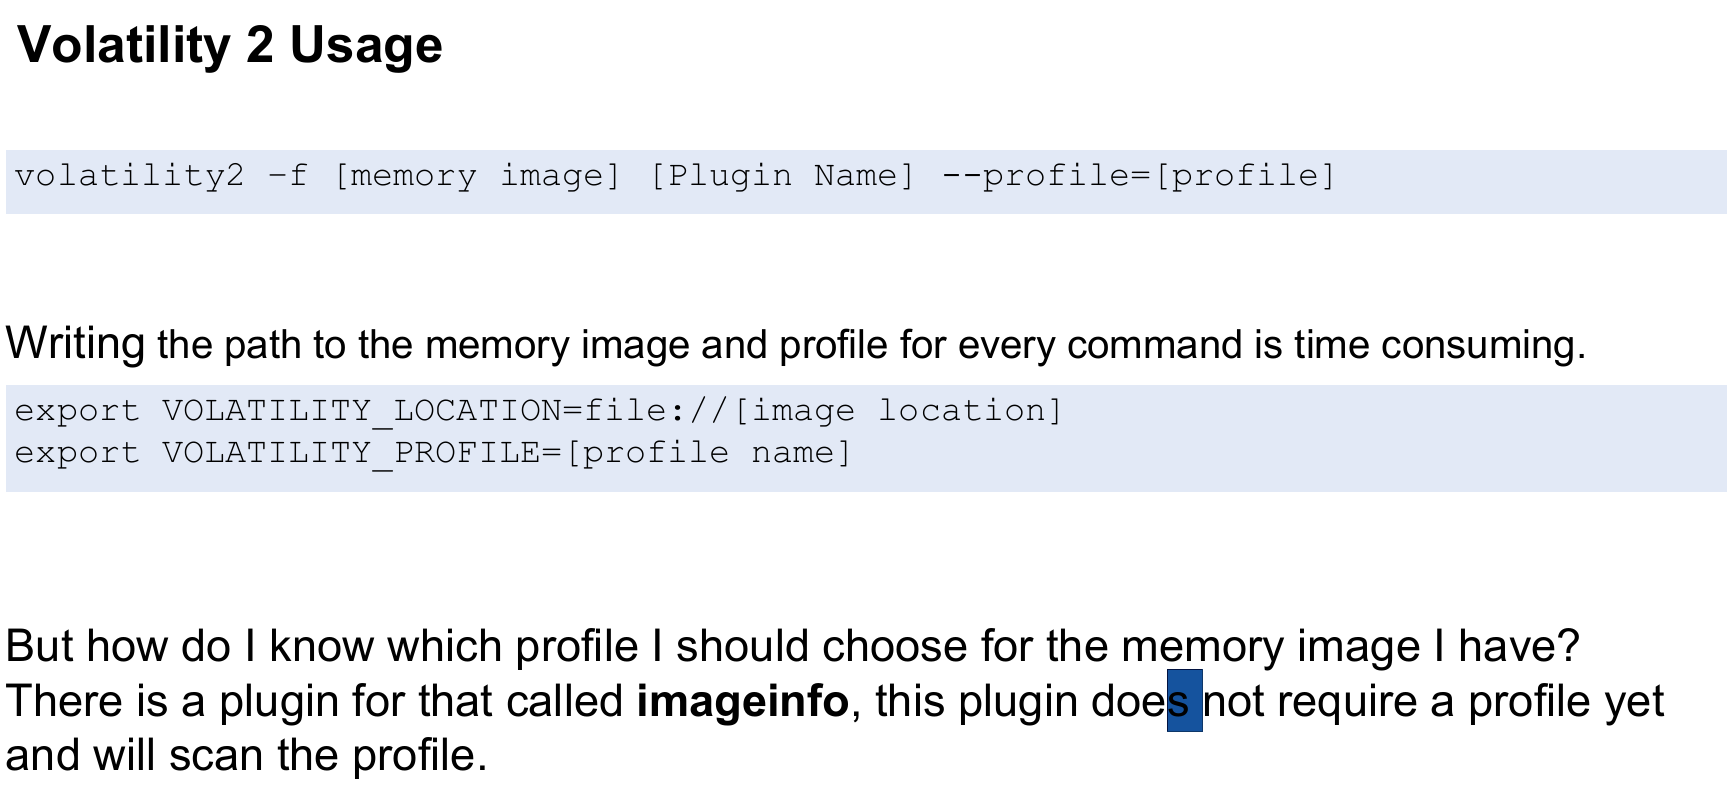 Volatility 2 Usage
volatility2 –f [memory image] [Plugin Name] --profile=[profile]
Writing the path to the memory image and profile for every command is time consuming.
export VOLATILITY_LOCATION=file://[image location]
export VOLATILITY_PROFILE=[profile name]
But how do I know which profile I should choose for the memory image I have?
There is a plugin for that called imageinfo, this plugin does not require a profile yet
and will scan the profile.